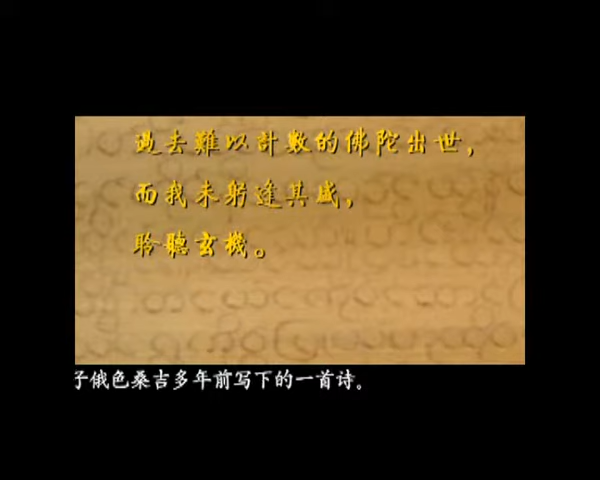 過去難以計數的佛陀出世，
而我未躬逢其盛，
聆聽玄機。
子俄色桑吉多年前写下的一首诗。